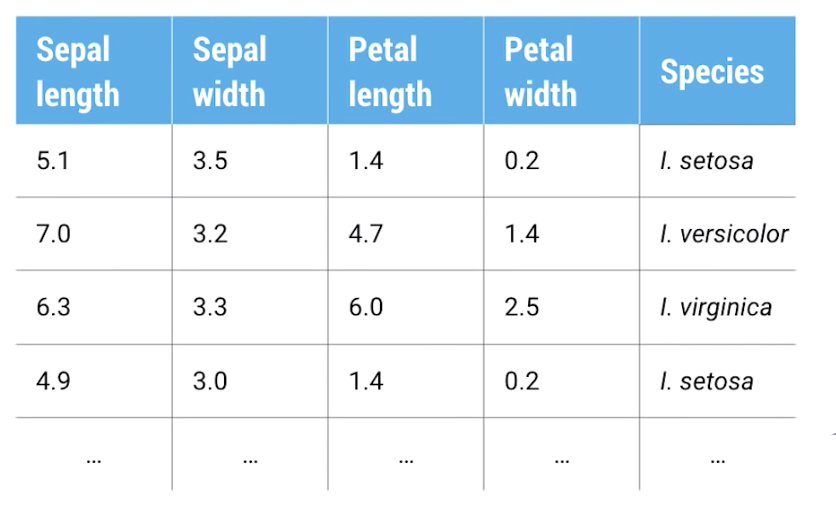 Sepal length Sepal width Petal length Petal width Species
5.1 3.5 1.4 0.2 I. setosa
7.0 3.2 4.7 1.4 I. versicolor
6.3 3.3 6.0 2.5 I. virginica
4.9 3.0 1.4 0.2 I. setosa
... ... ... ... ...